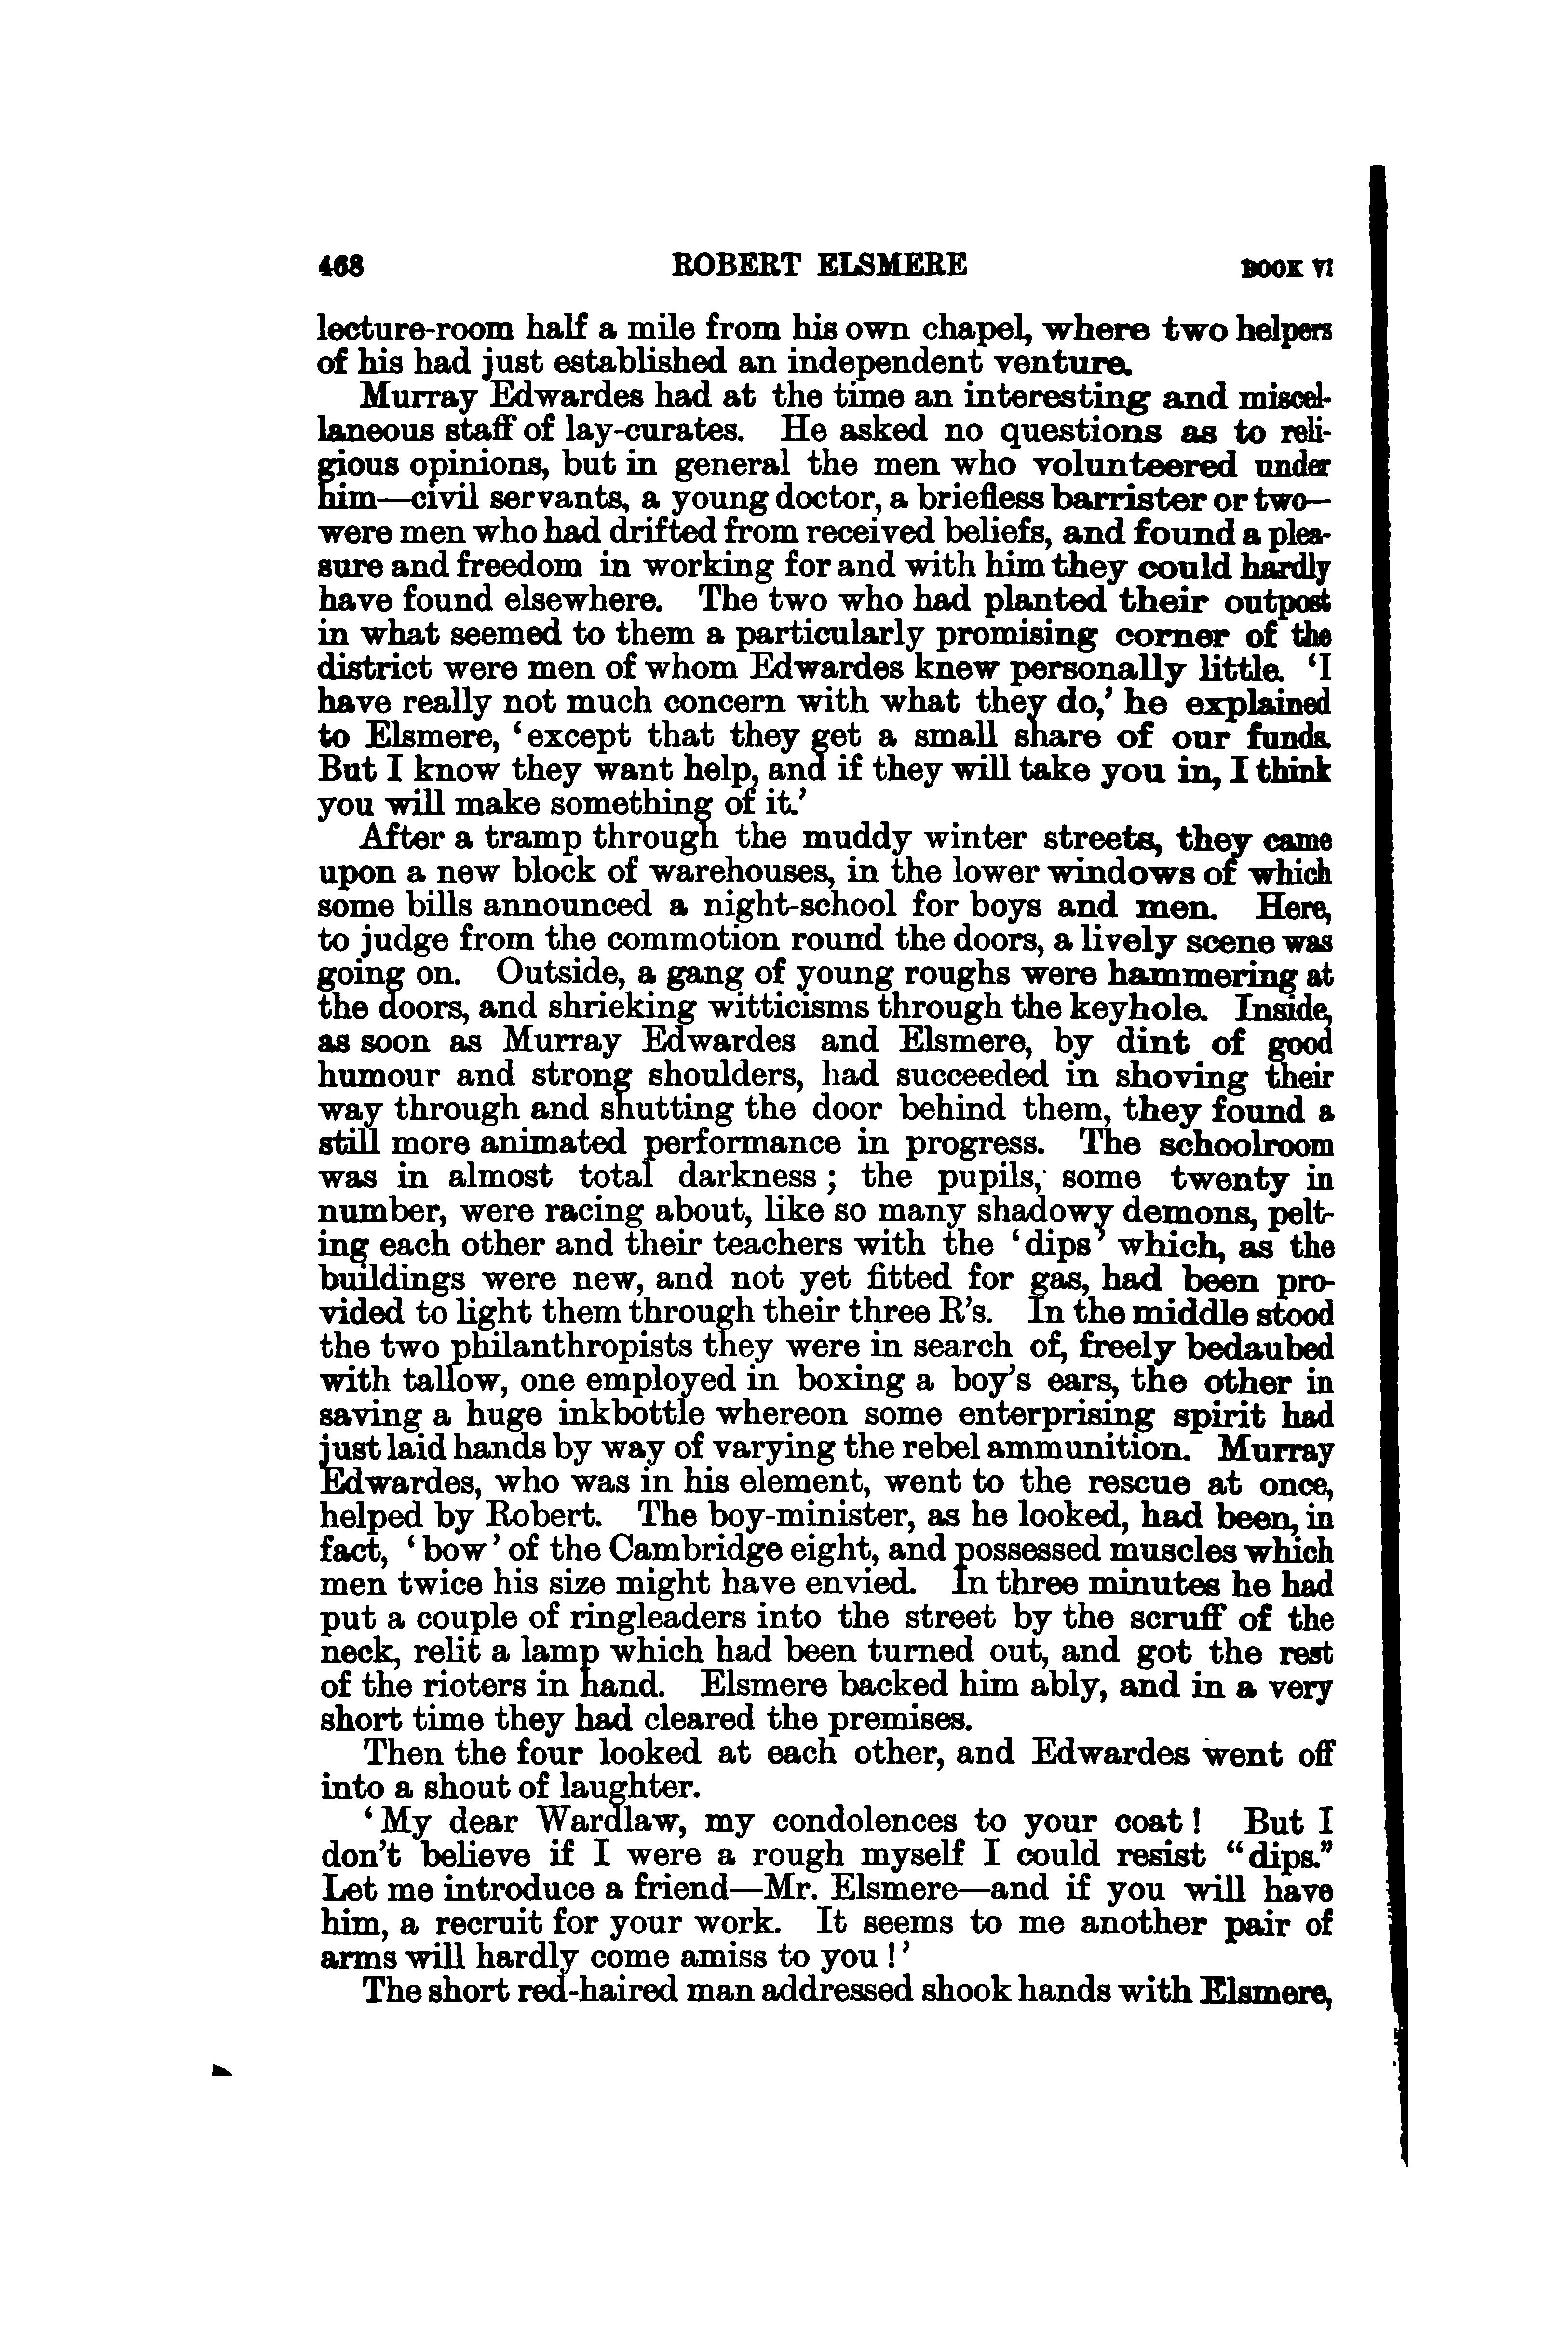 468 ROBERT ELSMERE BOOK VI
lecture-room half a mile from his own chapel, where two helpers
of his had just established an independent venture.
Murray Edwardes had at the time an interesting and miscel-
laneous staff of lay-curates. He asked no questions as to reli-
gious opinions, but in general the men who volunteered under
him—civil servants, a young doctor, a briefless barrister or two—
were men who had drifted from received beliefs, and found a plea-
sure and freedom in working for and with him they could hardly
have found elsewhere. The two who had planted their outpost
in what seemed to them a particularly promising corner of the
district were men of whom Edwardes knew personally little. ‘I
have really not much concern with what they do,’ he explained
to Elsmere, ‘except that they get a small share of our funds.
But I know they want help, and if they will take you in, I think
you will make something of it.’
After a tramp through the muddy winter streets, they came
upon a new block of warehouses, in the lower windows of which
some bills announced a night-school for boys and men. Here,
to judge from the commotion round the doors, a lively scene was
going on. Outside, a gang of young roughs were hammering at
the doors, and shrieking witticisms through the keyhole. Inside,
as soon as Murray Edwardes and Elsmere, by dint of good
humour and strong shoulders, had succeeded in shoving their
way through and shutting the door behind them, they found a
still more animated performance in progress. The schoolroom
was in almost total darkness; the pupils, some twenty in
number, were racing about, like so many shadowy demons, pelt-
ing each other and their teachers with the ‘dips’ which, as the
buildings were new, and not yet fitted for gas, had been pro-
vided to light them through their three R’s. In the middle stood
the two philanthropists they were in search of, freely bedaubed
with tallow, one employed in boxing a boy’s ears, the other in
saving a huge inkbottle whereon some enterprising spirit had
just laid hands by way of varying the rebel ammunition. Murray
Edwardes, who was in his element, went to the rescue at once,
helped by Robert. The boy-minister, as he looked, had been, in
fact, ‘bow’ of the Cambridge eight, and possessed muscles which
men twice his size might have envied. In three minutes he had
put a couple of ringleaders into the street by the scruff of the
neck, relit a lamp which had been turned out, and got the rest
of the rioters in hand. Elsmere backed him ably, and in a very
short time they had cleared the premises.
Then the four looked at each other, and Edwardes went off
into a shout of laughter.
‘My dear Wardlaw, my condolences to your coat! But I
don’t believe if I were a rough myself I could resist “dips.”
Let me introduce a friend—Mr. Elsmere—and if you will have
him, a recruit for your work. It seems to me another pair of
arms will hardly come amiss to you!’
The short red-haired man addressed shook hands with Elsmere,